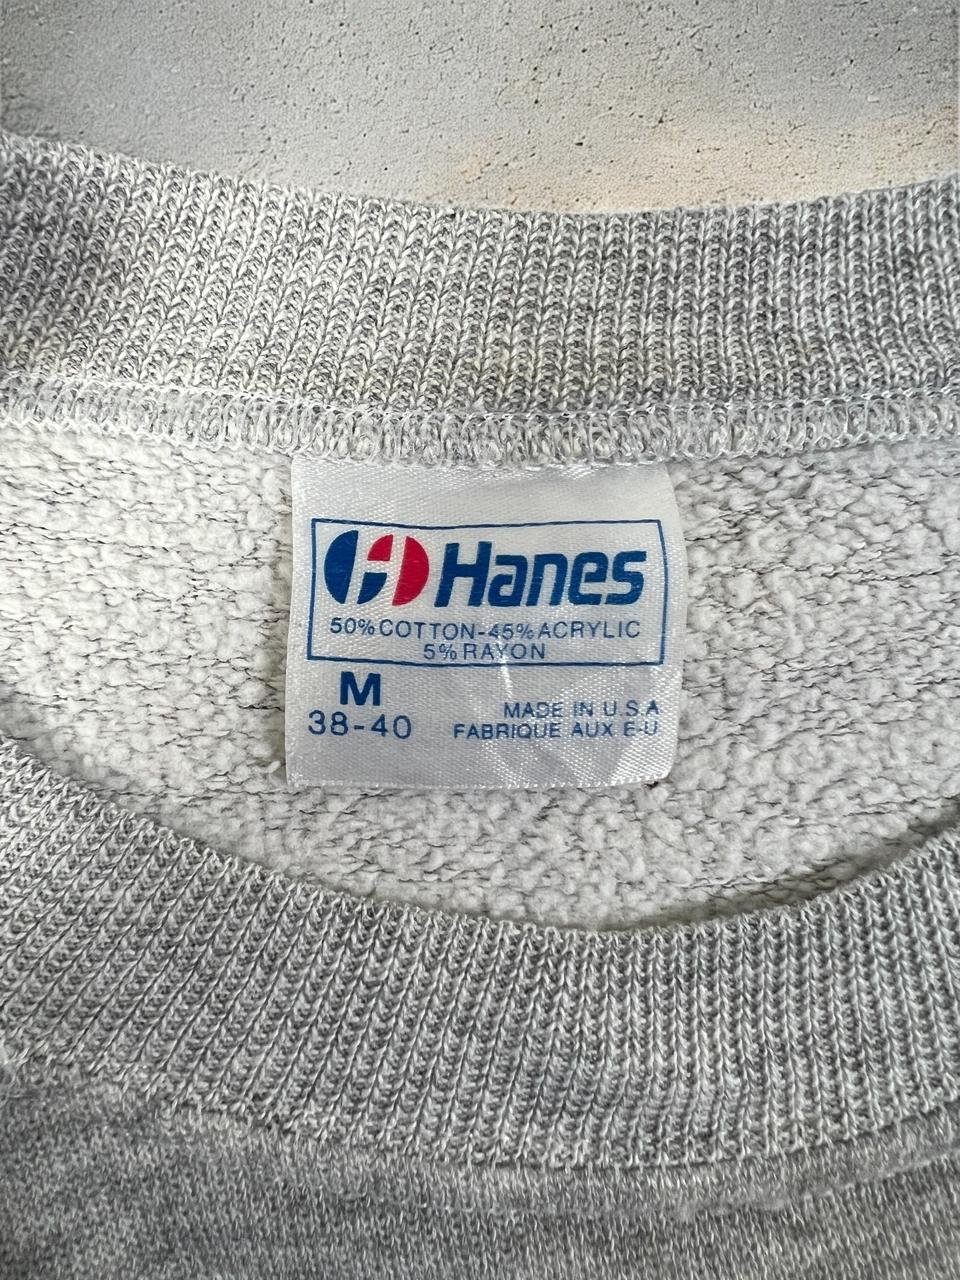 Hanes
50% COTTON-45% ACRYLIC
5% RAYON
M
38-40
MADE IN U.S.A
FABRIQUE AUX E-U